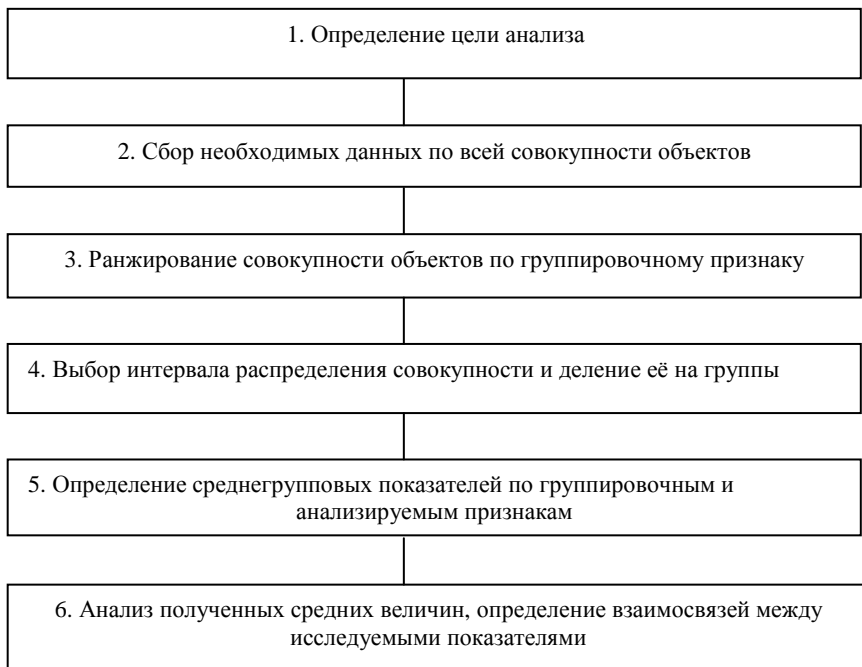 1. Определение цели анализа
2. Сбор необходимых данных по всей совокупности объектов
3. Ранжирование совокупности объектов по группировочному признаку
4. Выбор интервала распределения совокупности и деление её на группы
5. Определение среднегрупповых показателей по группировочным и
анализируемым признакам
6. Анализ полученных средних величин, определение взаимосвязей между
исследуемыми показателями